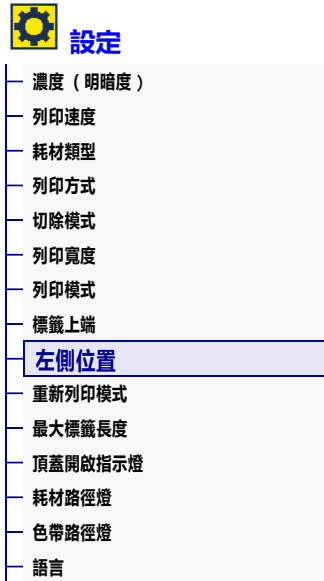 設定
濃度（明暗度）
列印速度
耗材類型
列印方式
切除模式
列印寬度
列印模式
標籤上端
左側位置
重新列印模式
最大標籤長度
頂蓋開啟指示燈
耗材路徑燈
色帶路徑燈
語言